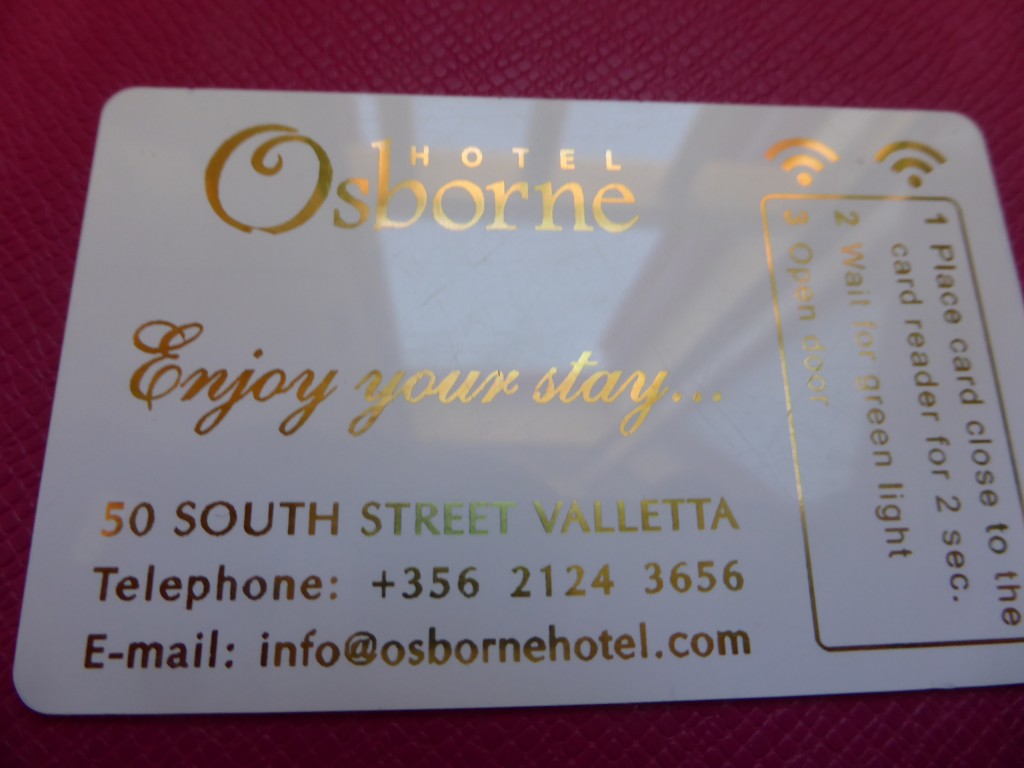 HOTEL
Osborne
Enjoy your stay...
50 SOUTH STREET VALLETTA
Telephone: +356 2124 3656
E-mail: info@osbornehotel.com
1 Place card close to the
card reader for 2 sec.
2 Wait for green light
3 Open door